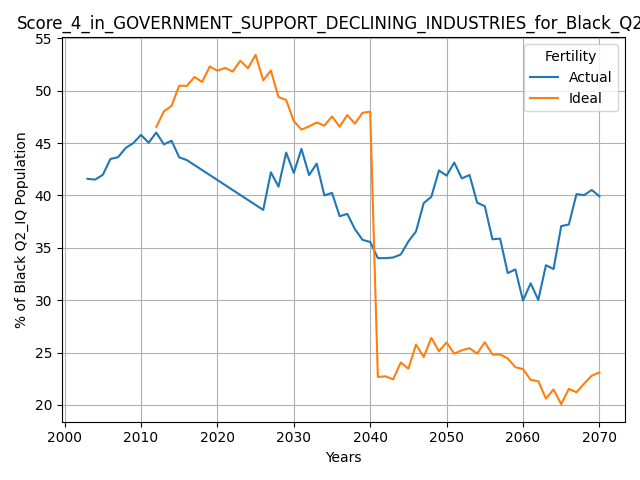 Score_4_in_GOVERNMENT_SUPPORT_DECLINING_INDUSTRIES_for_Black_Q2
Fertility
Actual
Ideal
% of Black Q2_IQ Population
55
50
45
40
35
30
25
20
2000
2010
2020
2030
2040
2050
2060
2070
Years